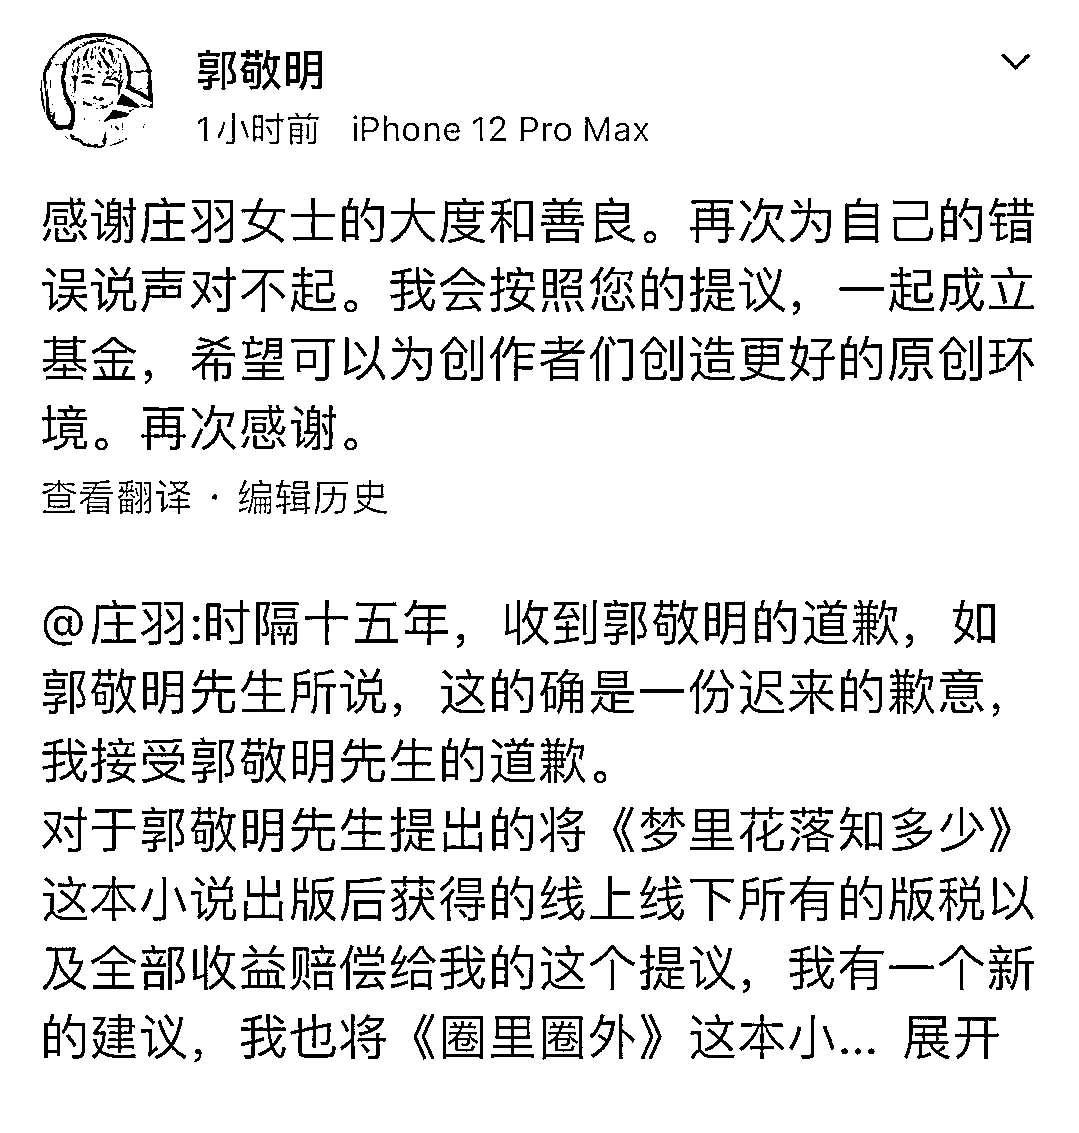 郭敬明
1小时前 iPhone 12 Pro Max
感谢庄羽女士的大度和善良。再次为自己的错
误说声对不起。我会按照您的提议，一起成立
基金，希望可以为创作者们创造更好的原创环
境。再次感谢。
查看翻译 · 编辑历史
@庄羽:时隔十五年，收到郭敬明的道歉，如
郭敬明先生所说，这的确是一份迟来的歉意，
我接受郭敬明先生的道歉。
对于郭敬明先生提出的将《梦里花落知多少》
这本小说出版后获得的线上线下所有的版税以
及全部收益赔偿给我的这个提议，我有一个新
的建议，我也将《圈里圈外》这本小... 展开